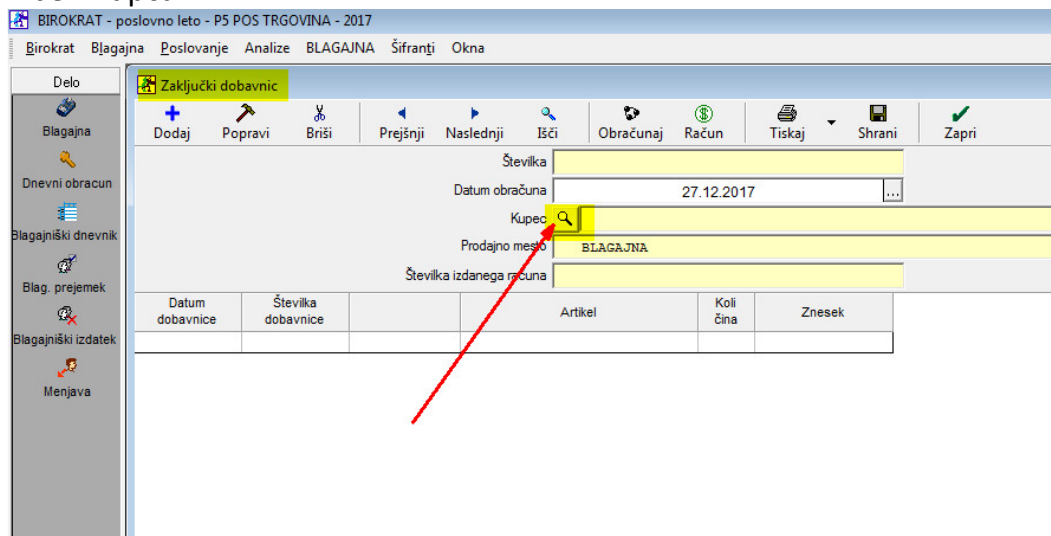 BIROKRAT - poslovno leto - P5 POS TRGOVINA - 2017
Birokrat Blagajna Poslovanje Analize BLAGAJNA Šifranti Okna
Delo
Blagajna
Dnevni obracun
Blagajniški dnevnik
Blag. prejemek
Blagajniški izdatek
Menjava
Zaključki dobavnic
Dodaj Popravi Briši Prejšnji Naslednji Išči Obračunaj Račun Tiskaj Shrani Zapri
Številka
Datum obračuna 27.12.2017 ...
Kupec
Prodajno mesto BLAGAJNA
Številka izdanega računa
Datum dobavnice Številka dobavnice Artikel Koli čina Znesek